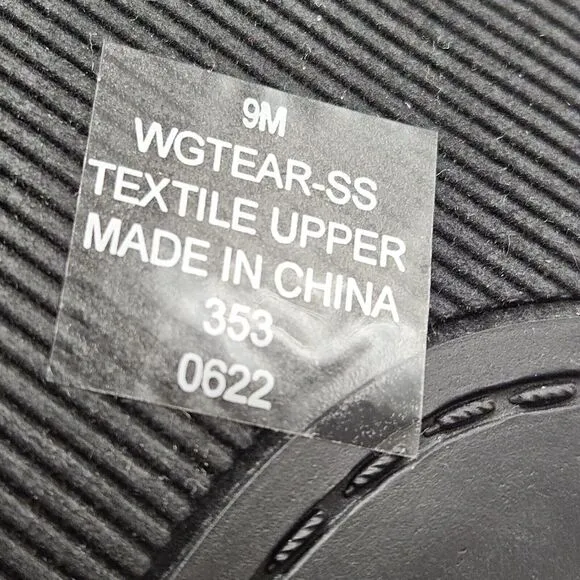 9M
WGTEAR-SS
TEXTILE UPPER
MADE IN CHINA
353
0622